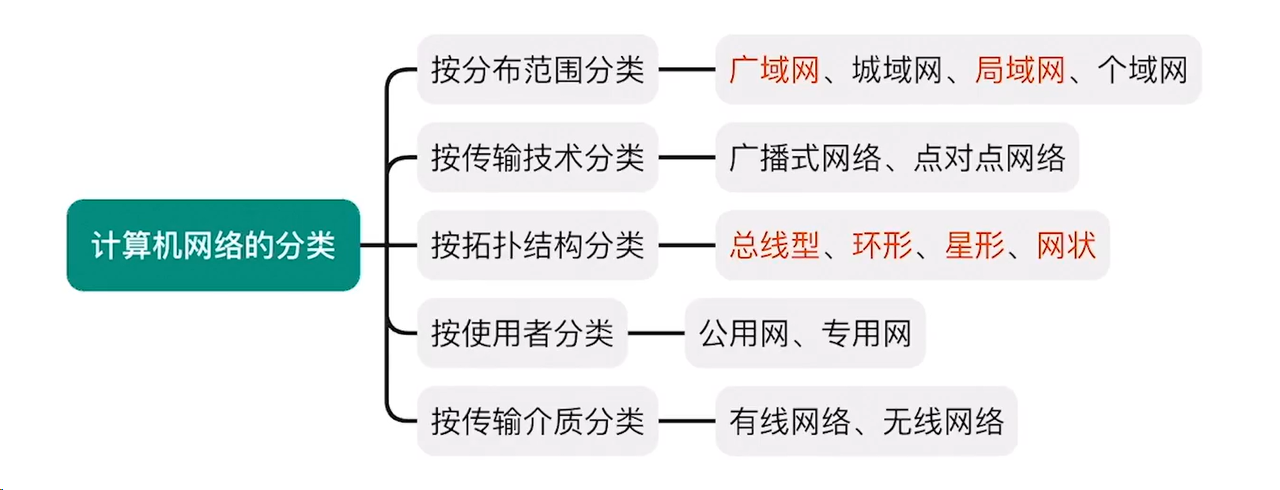 计算机网络的分类
按分布范围分类
广域网、城域网、局域网、个域网
按传输技术分类
广播式网络、点对点网络
按拓扑结构分类
总线型、环形、星形、网状
按使用者分类
公用网、专用网
按传输介质分类
有线网络、无线网络